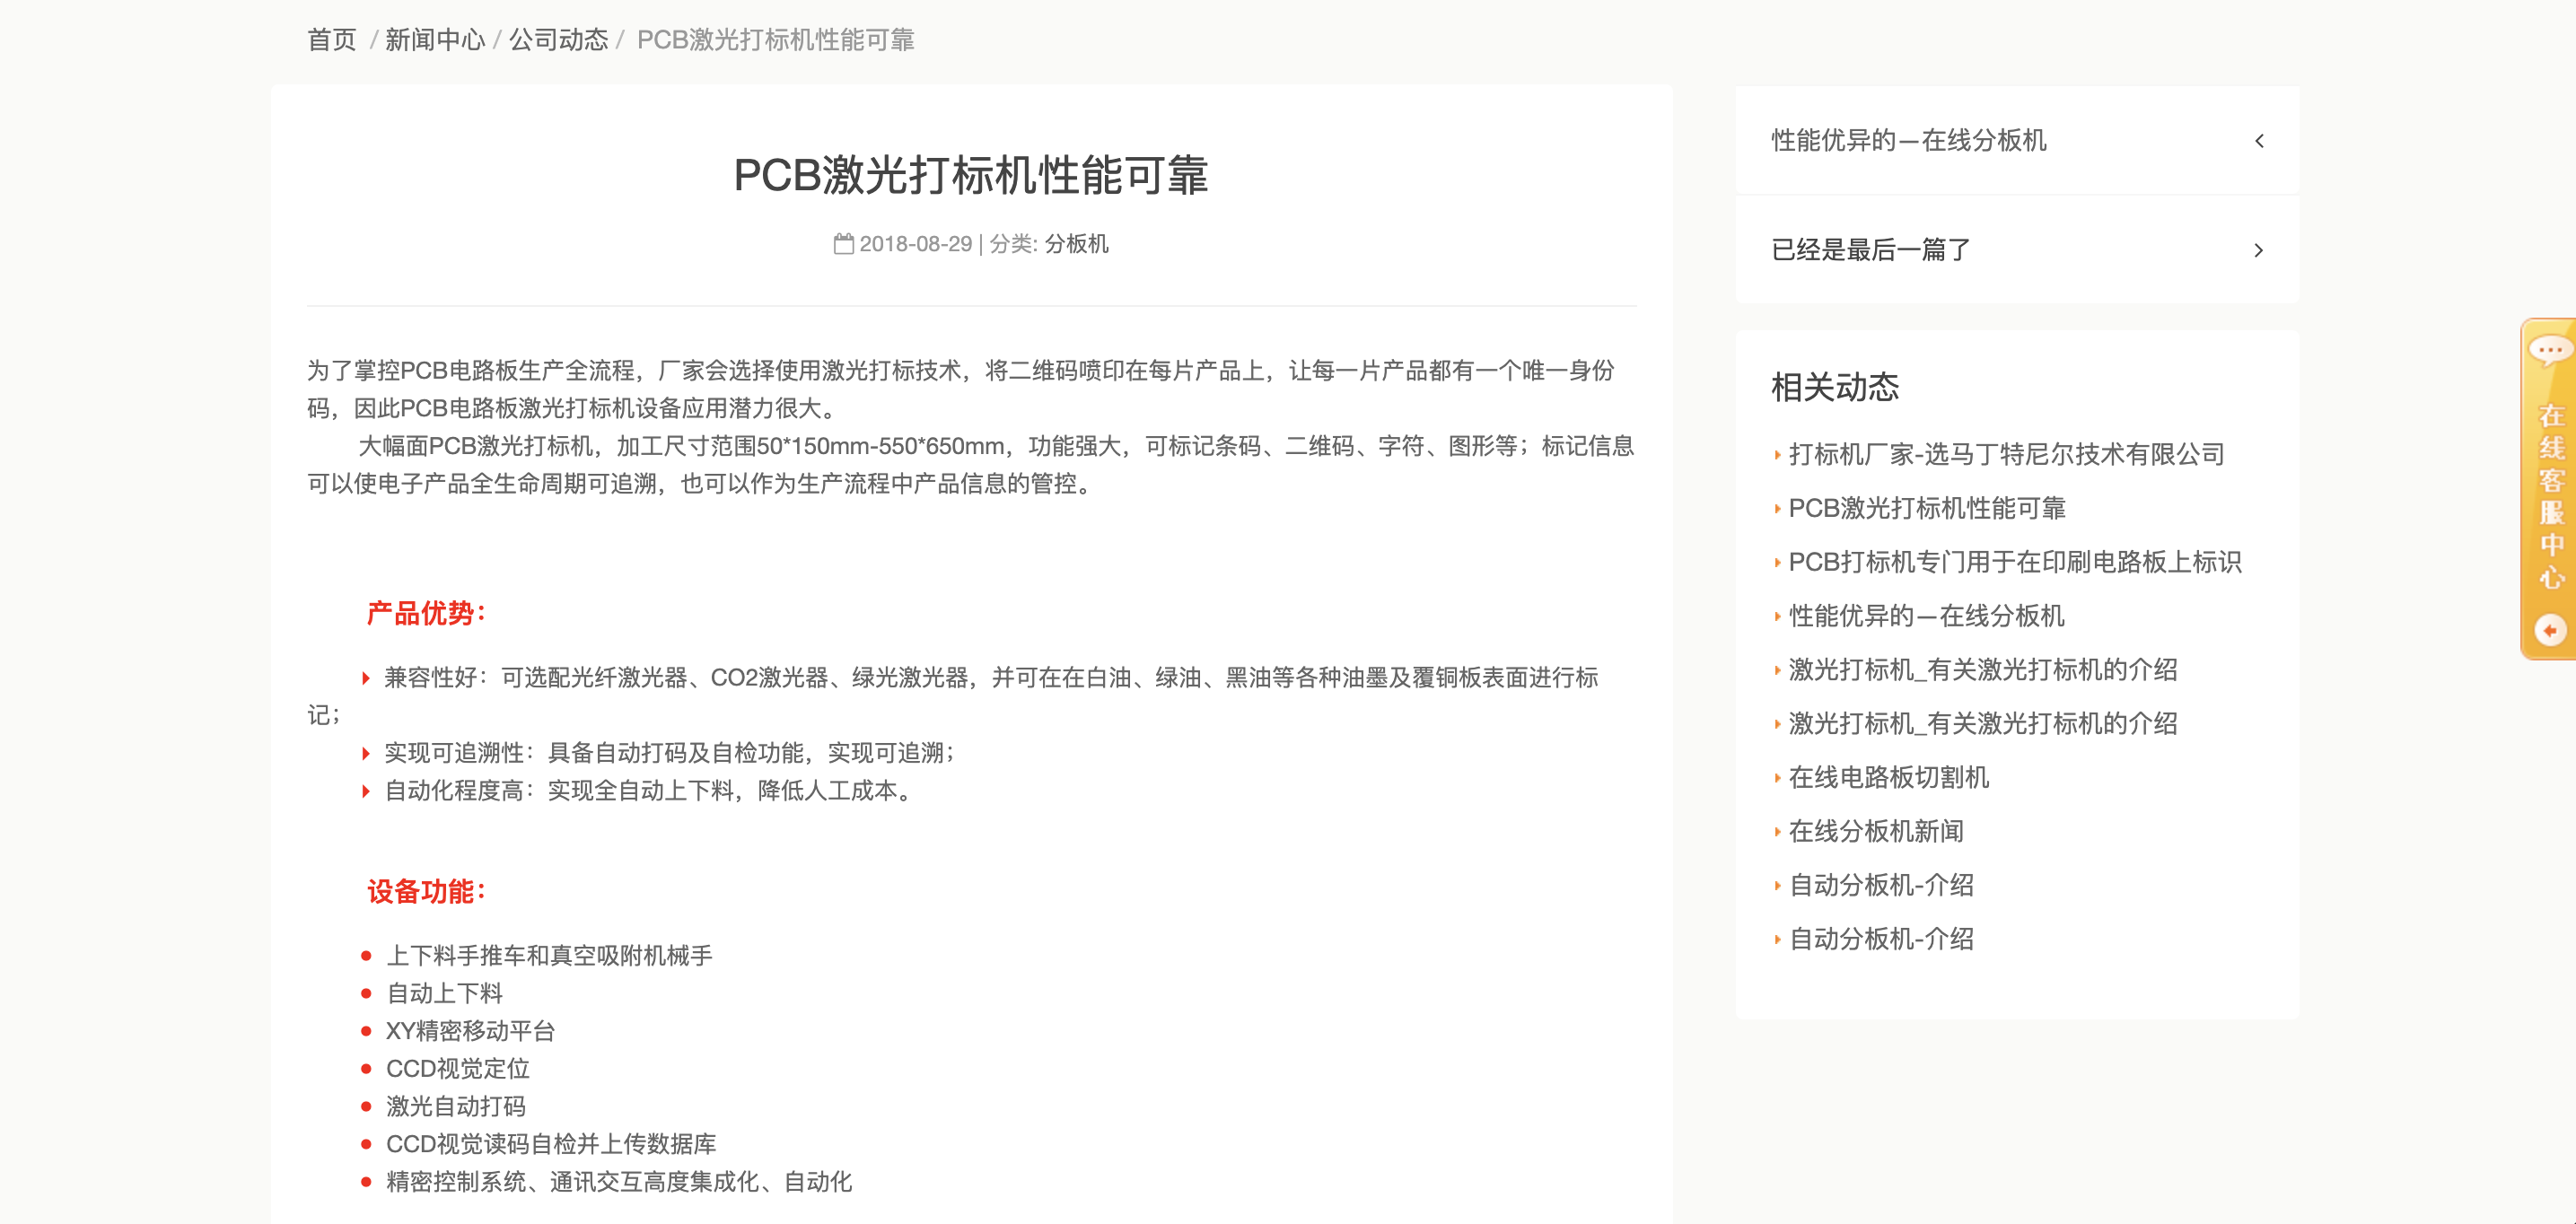 首页 / 新闻中心 / 公司动态 / PCB激光打标机性能可靠
PCB激光打标机性能可靠
2018-08-29 | 分类: 分板机
为了掌控PCB电路板生产全流程，厂家会选择使用激光打标技术，将二维码喷印在每片产品上，让每一片产品都有一个唯一身份
码，因此PCB电路板激光打标机设备应用潜力很大。
大幅面PCB激光打标机，加工尺寸范围50*150mm-550*650mm，功能强大，可标记条码、二维码、字符、图形等；标记信息
可以使电子产品全生命周期可追溯，也可以作为生产流程中产品信息的管控。
产品优势：
兼容性好：可选配光纤激光器、CO2激光器、绿光激光器，并可在在白油、绿油、黑油等各种油墨及覆铜板表面进行标
记；
实现可追溯性：具备自动打码及自检功能，实现可追溯；
自动化程度高：实现全自动上下料，降低人工成本。
设备功能：
上下料手推车和真空吸附机械手
自动上下料
XY精密移动平台
CCD视觉定位
激光自动打码
CCD视觉读码自检并上传数据库
精密控制系统、通讯交互高度集成化、自动化
性能优异的—在线分板机
已经是最后一篇了
相关动态
打标机厂家-选马丁特尼尔技术有限公司
PCB激光打标机性能可靠
PCB打标机专门用于在印刷电路板上标识
性能优异的—在线分板机
激光打标机_有关激光打标机的介绍
激光打标机_有关激光打标机的介绍
在线电路板切割机
在线分板机新闻
自动分板机-介绍
自动分板机-介绍
在线客服中心